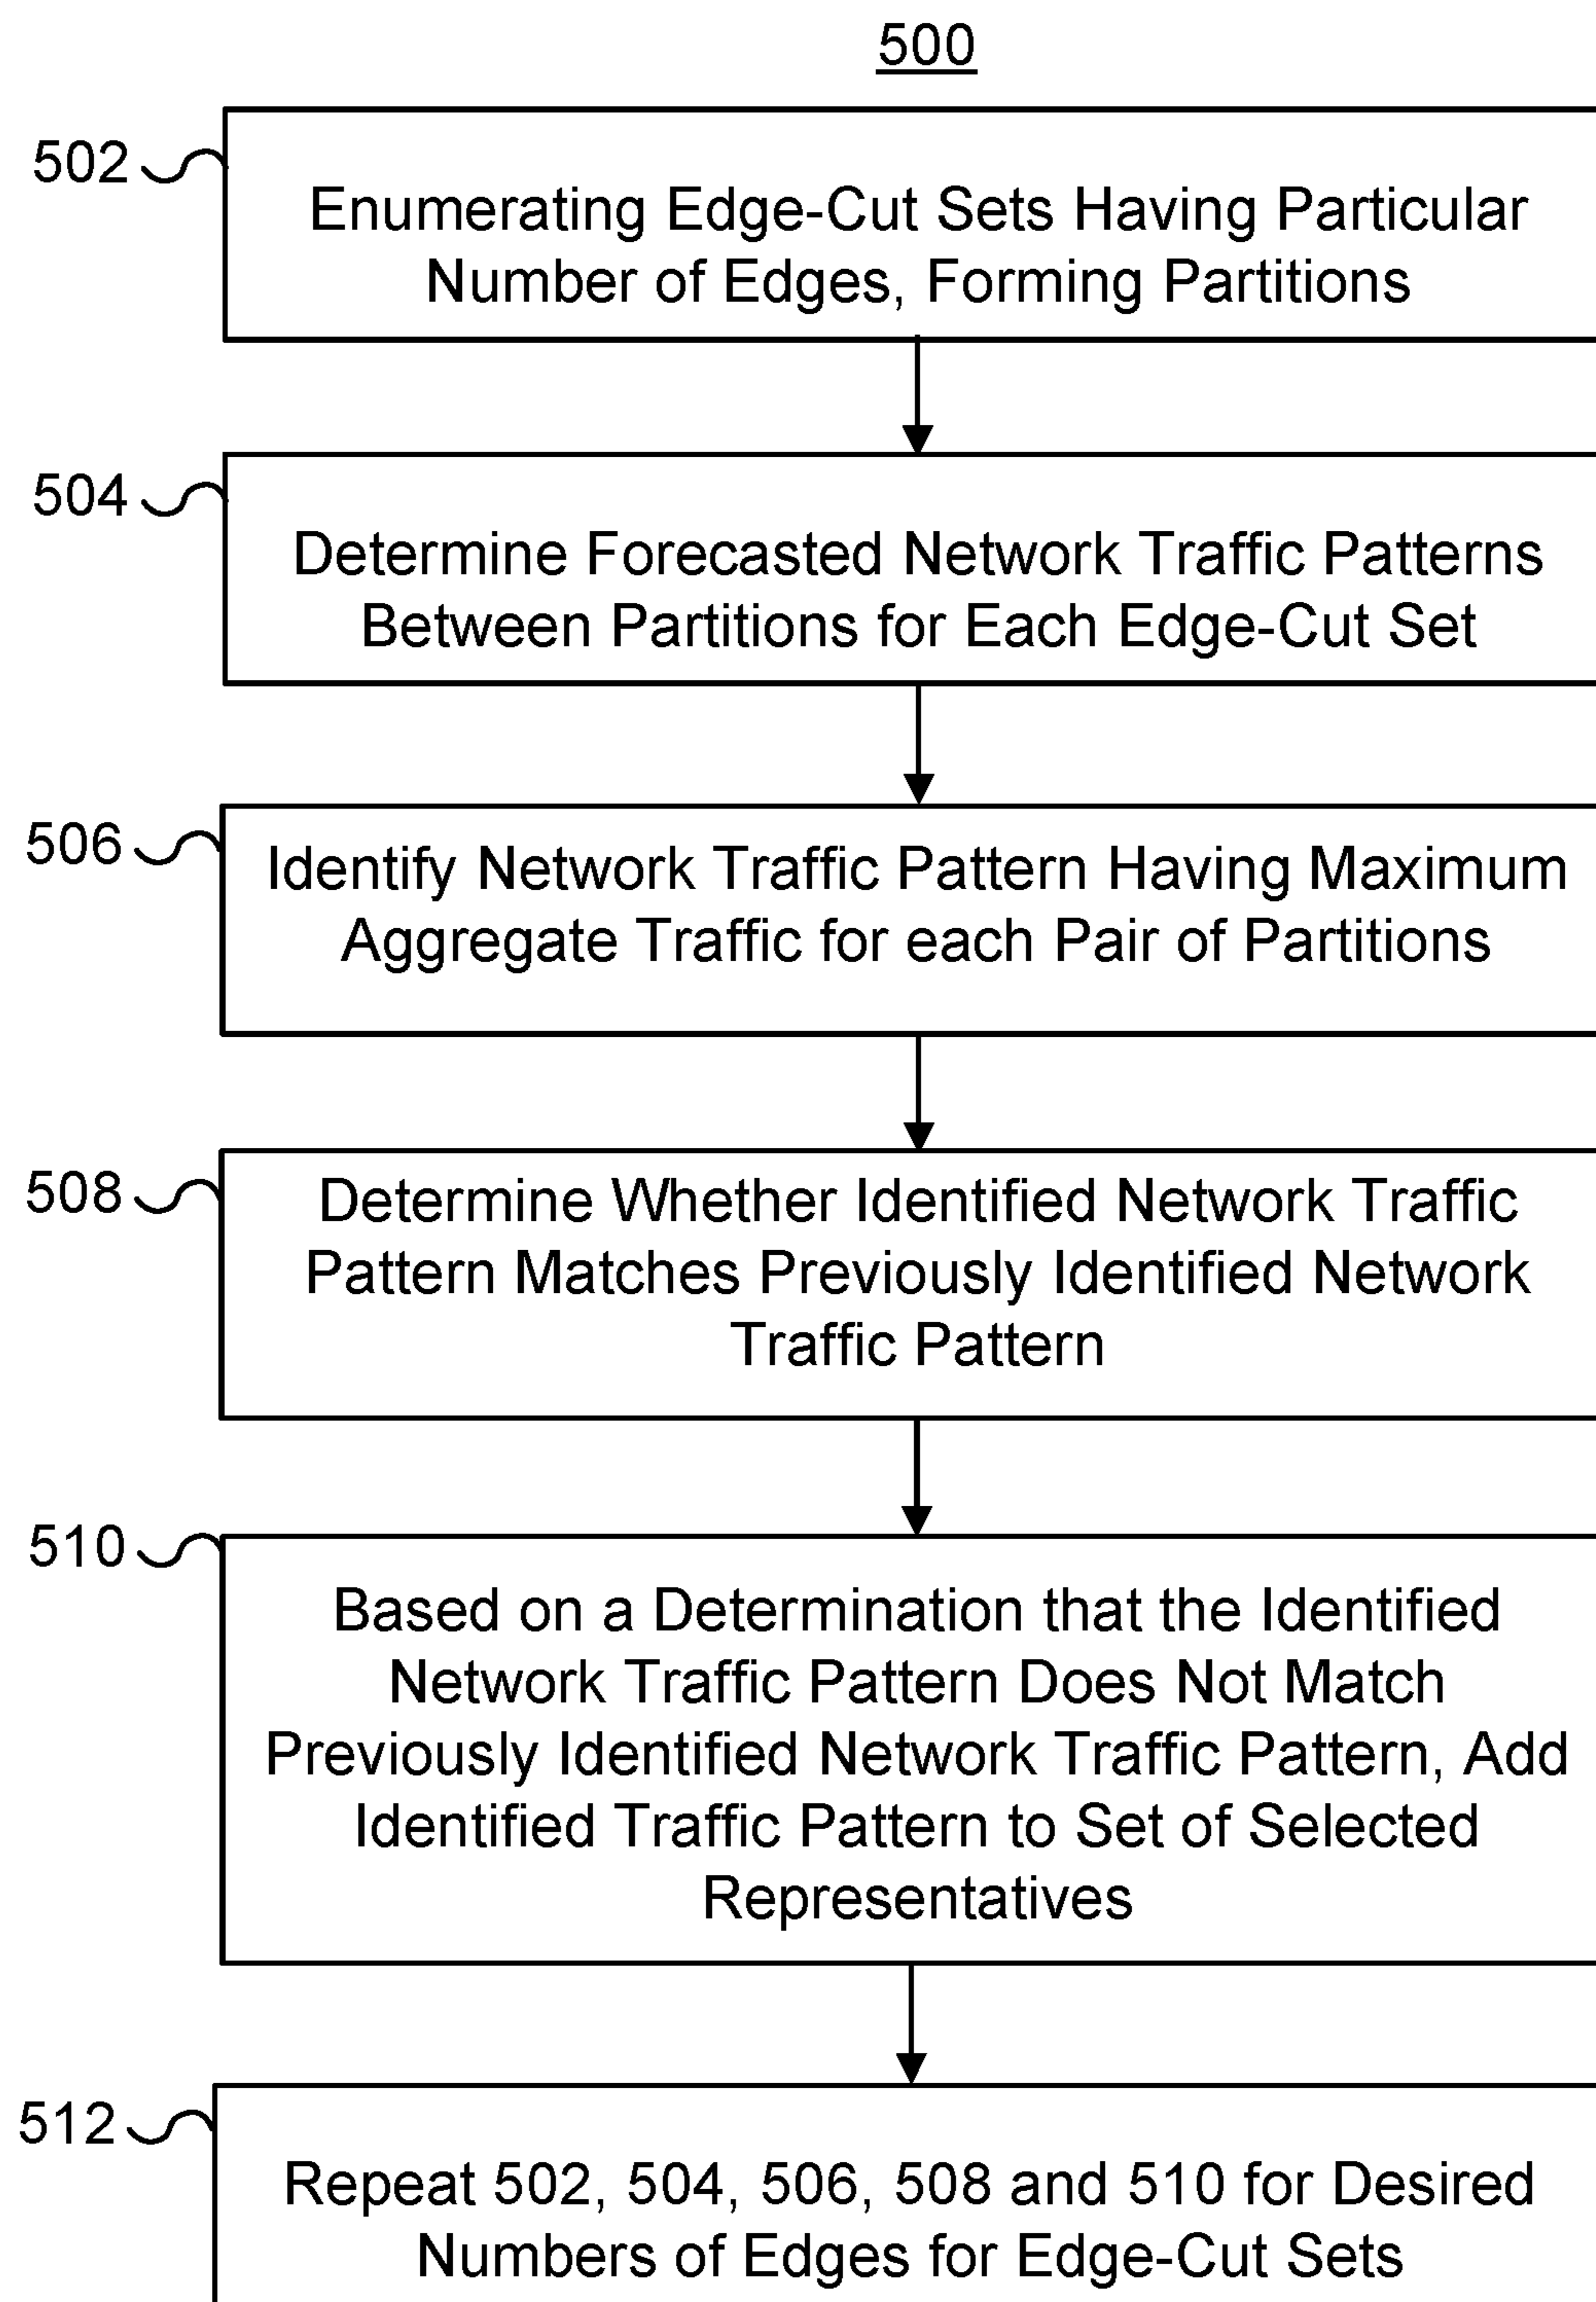 500
502
Enumerating Edge-Cut Sets Having Particular
Number of Edges, Forming Partitions
504
Determine Forecasted Network Traffic Patterns
Between Partitions for Each Edge-Cut Set
506
Identify Network Traffic Pattern Having Maximum
Aggregate Traffic for each Pair of Partitions
508
Determine Whether Identified Network Traffic
Pattern Matches Previously Identified Network
Traffic Pattern
510
Based on a Determination that the Identified
Network Traffic Pattern Does Not Match
Previously Identified Network Traffic Pattern, Add
Identified Traffic Pattern to Set of Selected
Representatives
512
Repeat 502, 504, 506, 508 and 510 for Desired
Numbers of Edges for Edge-Cut Sets